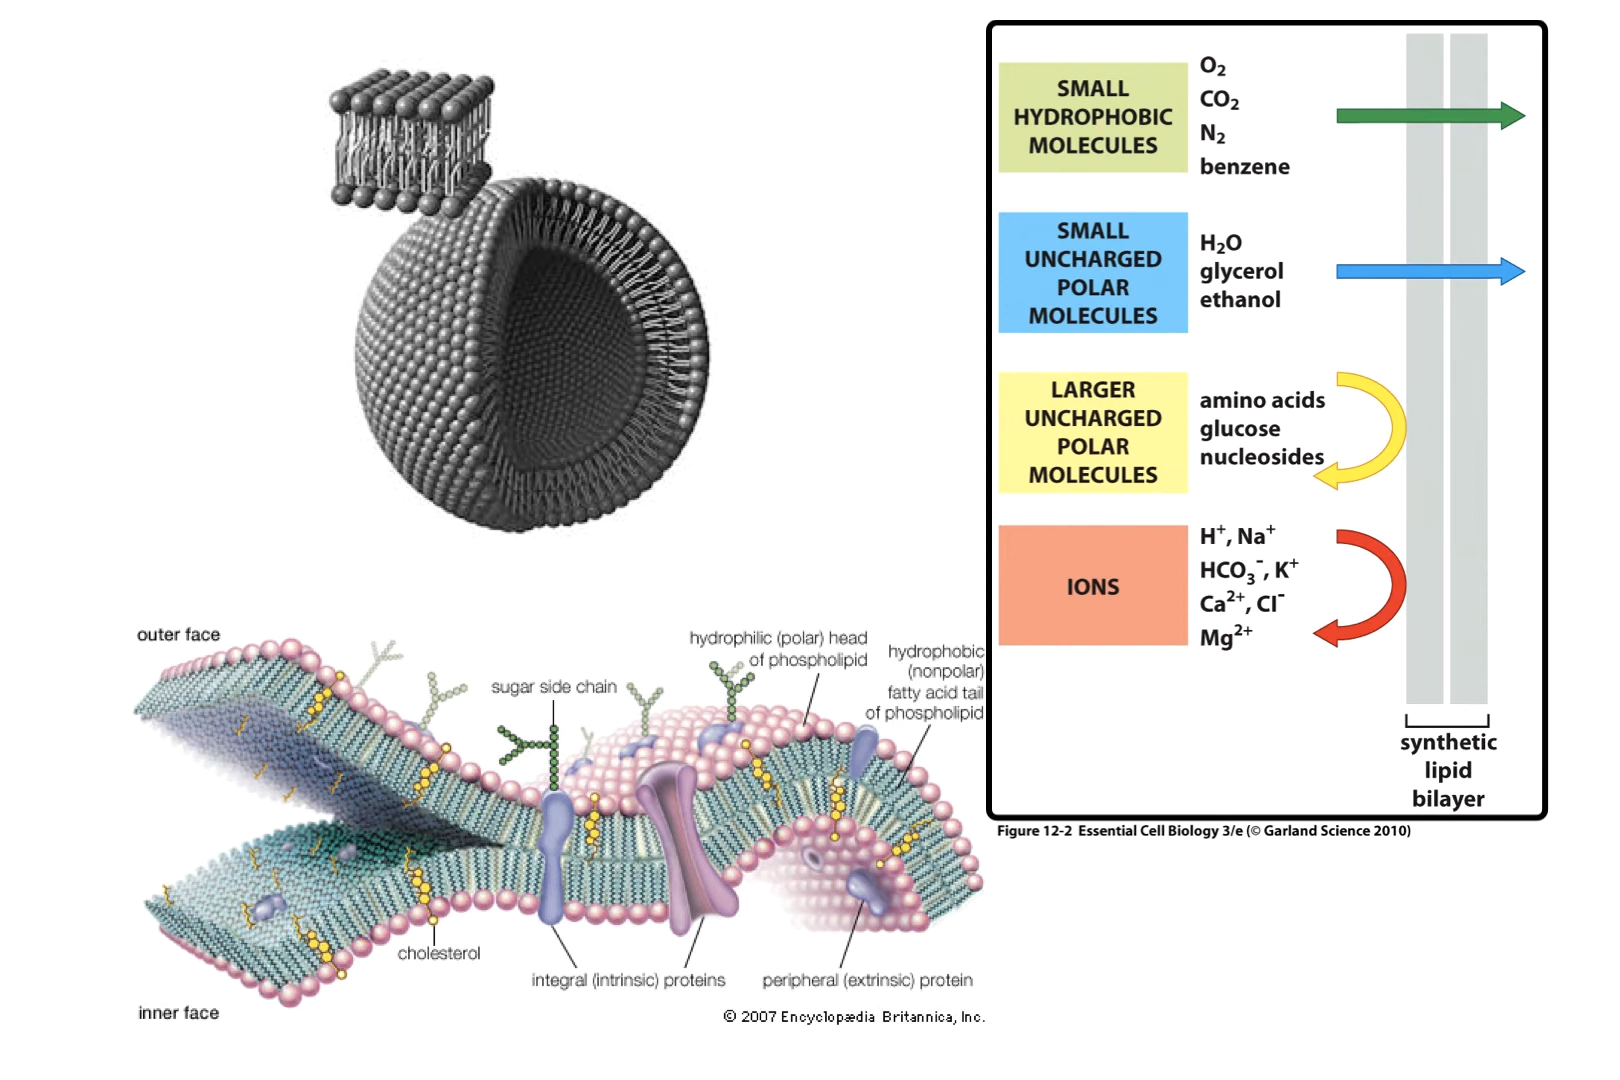 SMALL
HYDROPHOBIC
MOLECULES
O₂
CO₂
N₂
benzene
SMALL
UNCHARGED
POLAR
MOLECULES
H₂O
glycerol
ethanol
LARGER
UNCHARGED
POLAR
MOLECULES
amino acids
glucose
nucleosides
IONS
H⁺, Na⁺
HCO₃⁻, K⁺
Ca²⁺, Cl⁻
Mg²⁺
synthetic
lipid
bilayer
Figure 12-2 Essential Cell Biology 3/e (© Garland Science 2010)
outer face
sugar side chain
hydrophilic (polar) head
of phospholipid
hydrophobic
(nonpolar)
fatty acid tail
of phospholipid
cholesterol
integral (intrinsic) proteins
peripheral (extrinsic) protein
inner face
© 2007 Encyclopædia Britannica, Inc.